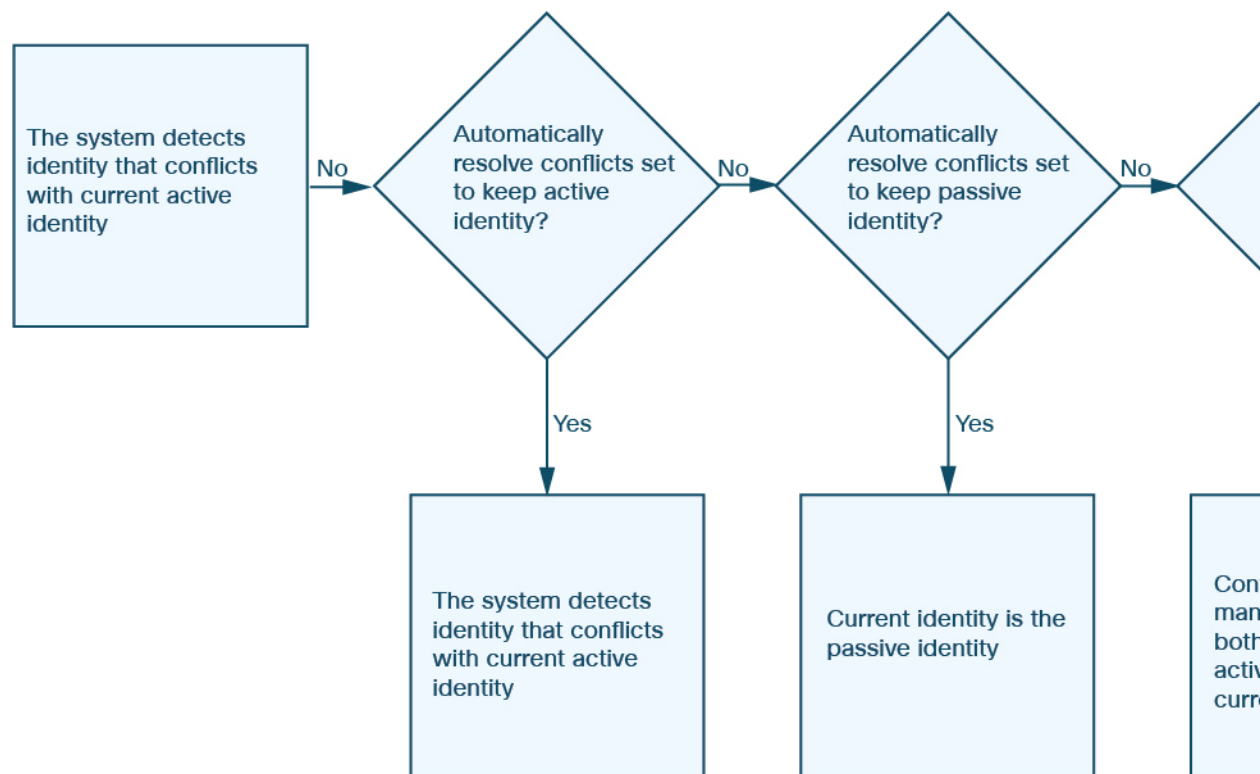 The system detects
identity that conflicts
with current active
identity
No
Automatically
resolve conflicts set
to keep active
identity?
No
Automatically
resolve conflicts set
to keep passive
identity?
No
Yes
Yes
The system detects
identity that conflicts
with current active
identity
Current identity is the
passive identity